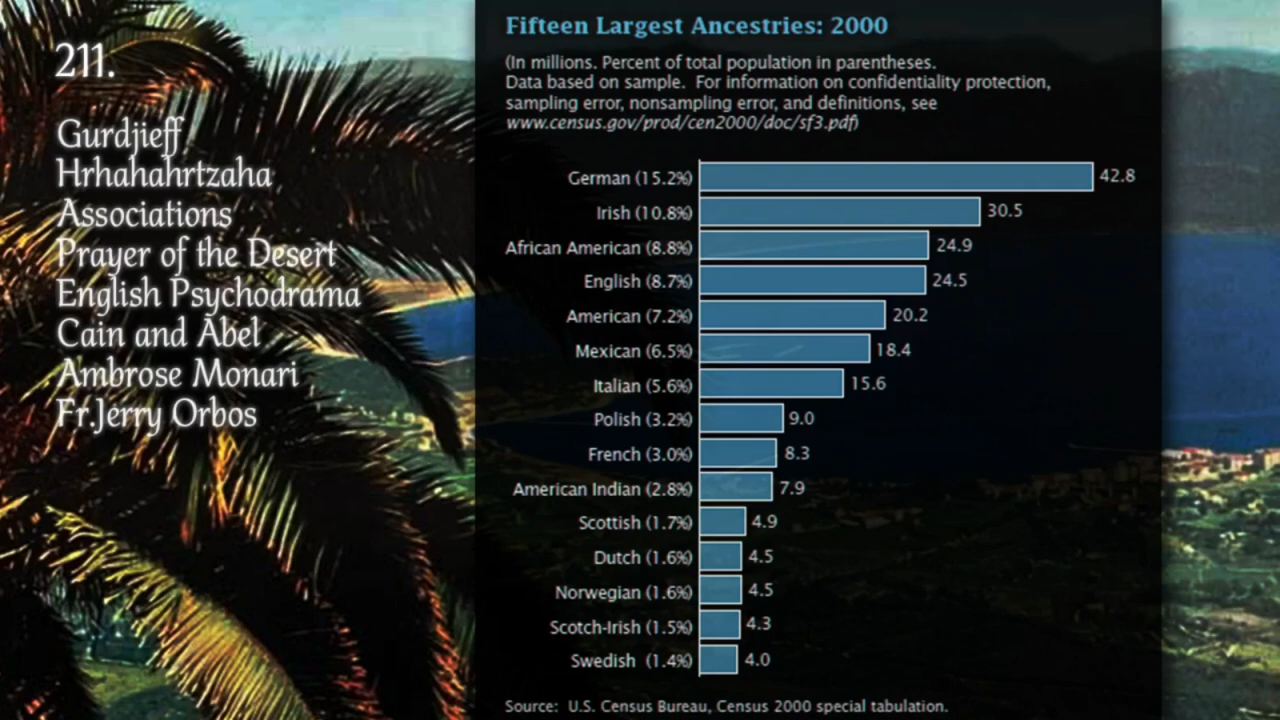 211.
Gurdjieff
Hrhahahrtzaha
Associations
Prayer of the Desert
English Psychodrama
Cain and Abel
Ambrose Monari
Fr.Jerry Orbos
Fifteen Largest Ancestries: 2000
(In millions. Percent of total population in parentheses.
Data based on sample. For information on confidentiality protection,
sampling error, nonsampling error, and definitions, see
www.census.gov/prod/cen2000/doc/sf3.pdf)
German (15.2%) 42.8
Irish (10.8%) 30.5
African American (8.8%) 24.9
English (8.7%) 24.5
American (7.2%) 20.2
Mexican (6.5%) 18.4
Italian (5.6%) 15.6
Polish (3.2%) 9.0
French (3.0%) 8.3
American Indian (2.8%) 7.9
Scottish (1.7%) 4.9
Dutch (1.6%) 4.5
Norwegian (1.6%) 4.5
Scotch-Irish (1.5%) 4.3
Swedish (1.4%) 4.0
Source: U.S. Census Bureau, Census 2000 special tabulation.